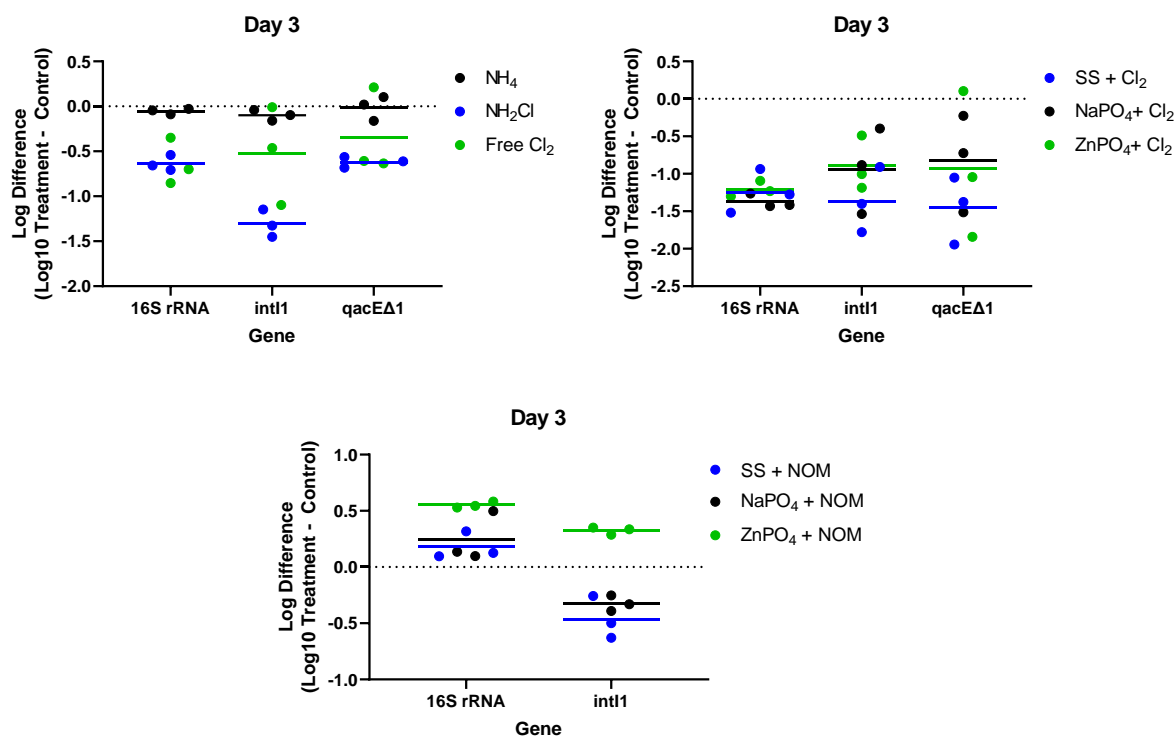 Day 3
Log Difference
(Log10 Treatment - Control)
0.5
0.0
-0.5
-1.0
-1.5
-2.0
16S rRNA
intI1
qacEΔ1
Gene
NH₄
NH₂Cl
Free Cl₂
Day 3
Log Difference
(Log10 Treatment - Control)
0.5
0.0
-0.5
-1.0
-1.5
-2.0
-2.5
16S rRNA
intI1
qacEΔ1
Gene
SS + Cl₂
NaPO₄+ Cl₂
ZnPO₄+ Cl₂
Day 3
Log Difference
(Log10 Treatment - Control)
1.0
0.5
0.0
-0.5
-1.0
16S rRNA
intI1
Gene
SS + NOM
NaPO₄ + NOM
ZnPO₄ + NOM